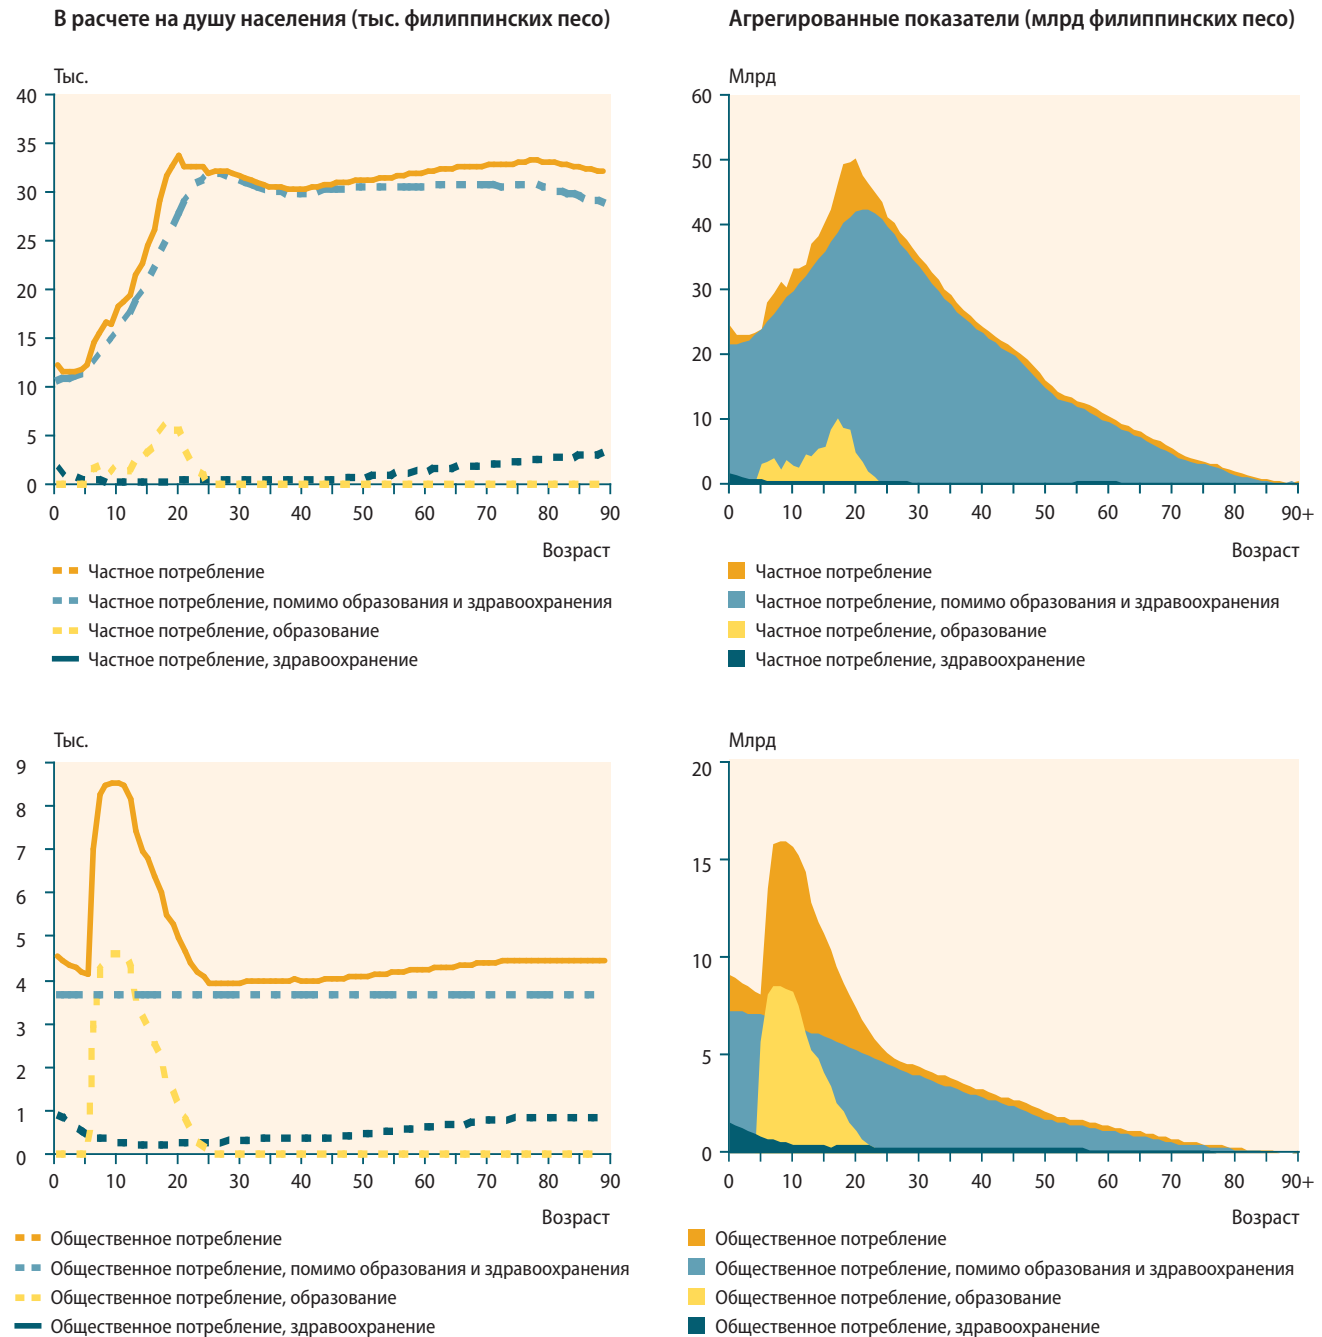 В расчете на душу населения (тыс. филиппинских песо)
Тыс.
40
35
30
25
20
15
10
5
0
0 10 20 30 40 50 60 70 80 90
Возраст
Частное потребление
Частное потребление, помимо образования и здравоохранения
Частное потребление, образование
Частное потребление, здравоохранение
Агрегированные показатели (млрд филиппинских песо)
Млрд
60
50
40
30
20
10
0
0 10 20 30 40 50 60 70 80 90+
Возраст
Частное потребление
Частное потребление, помимо образования и здравоохранения
Частное потребление, образование
Частное потребление, здравоохранение
Тыс.
9
8
7
6
5
4
3
2
1
0
0 10 20 30 40 50 60 70 80 90
Возраст
Общественное потребление
Общественное потребление, помимо образования и здравоохранения
Общественное потребление, образование
Общественное потребление, здравоохранение
Млрд
20
15
10
5
0
0 10 20 30 40 50 60 70 80 90+
Возраст
Общественное потребление
Общественное потребление, помимо образования и здравоохранения
Общественное потребление, образование
Общественное потребление, здравоохранение